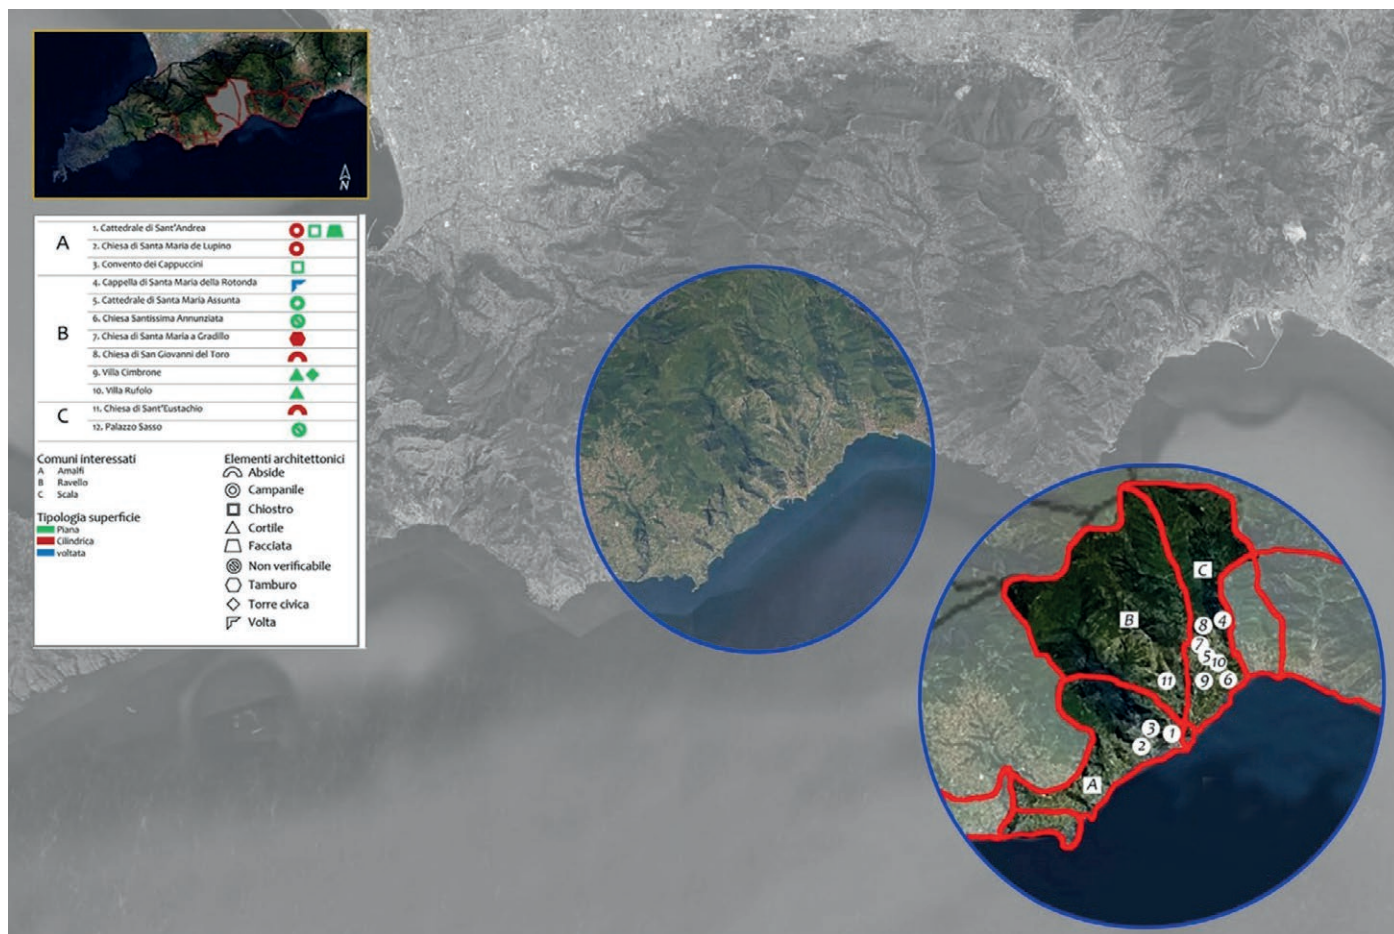 N
A
1. Cattedrale di Sant'Andrea
2. Chiesa di Santa Maria de Lupino
3. Convento dei Cappuccini
B
4. Cappella di Santa Maria della Rotonda
5. Cattedrale di Santa Maria Assunta
6. Chiesa Santissima Annunziata
7. Chiesa di Santa Maria a Gradillo
8. Chiesa di San Giovanni del Toro
9. Villa Cimbrone
10. Villa Rufolo
C
11. Chiesa di Sant'Eustachio
12. Palazzo Sasso
Comuni interessati
A Amalfi
B Ravello
C Scala
Tipologia superficie
Piana
Cilindrica
voltata
Elementi architettonici
Abside
Campanile
Chiostro
Cortile
Facciata
Non verificabile
Tamburo
Torre civica
Volta
C
B
8 4
7
5
10
11 9 6
3 1
2
A